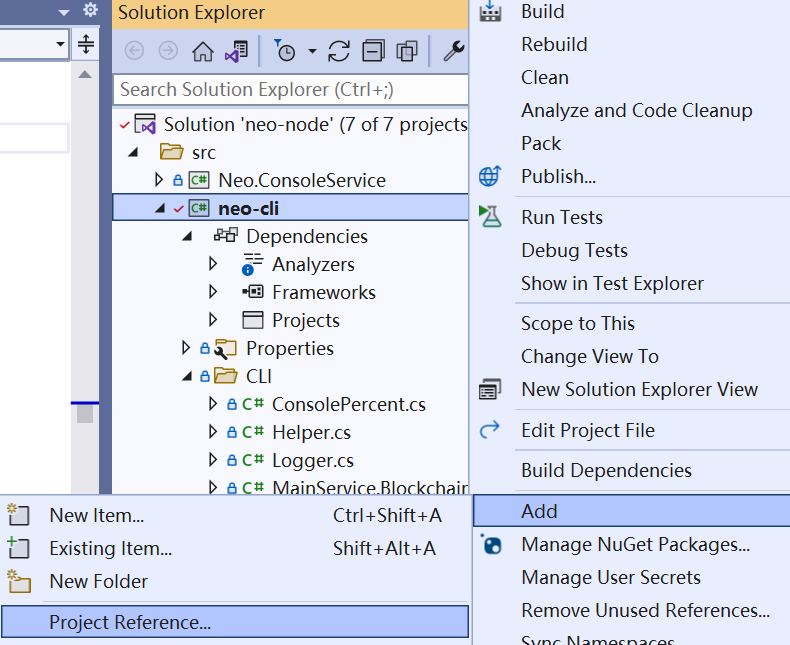 Solution Explorer
Search Solution Explorer (Ctrl+;)
Solution 'neo-node' (7 of 7 projects
src
C# Neo.ConsoleService
C# neo-cli
Dependencies
Analyzers
Frameworks
Projects
Properties
CLI
C# ConsolePercent.cs
C# Helper.cs
C# Logger.cs
C# MainService.Blockchain
Build
Rebuild
Clean
Analyze and Code Cleanup
Pack
Publish...
Run Tests
Debug Tests
Show in Test Explorer
Scope to This
Change View To
New Solution Explorer View
Edit Project File
Build Dependencies
Add
Manage NuGet Packages...
Manage User Secrets
Remove Unused References...
Sync Namespaces
New Item... Ctrl+Shift+A
Existing Item... Shift+Alt+A
New Folder
Project Reference...